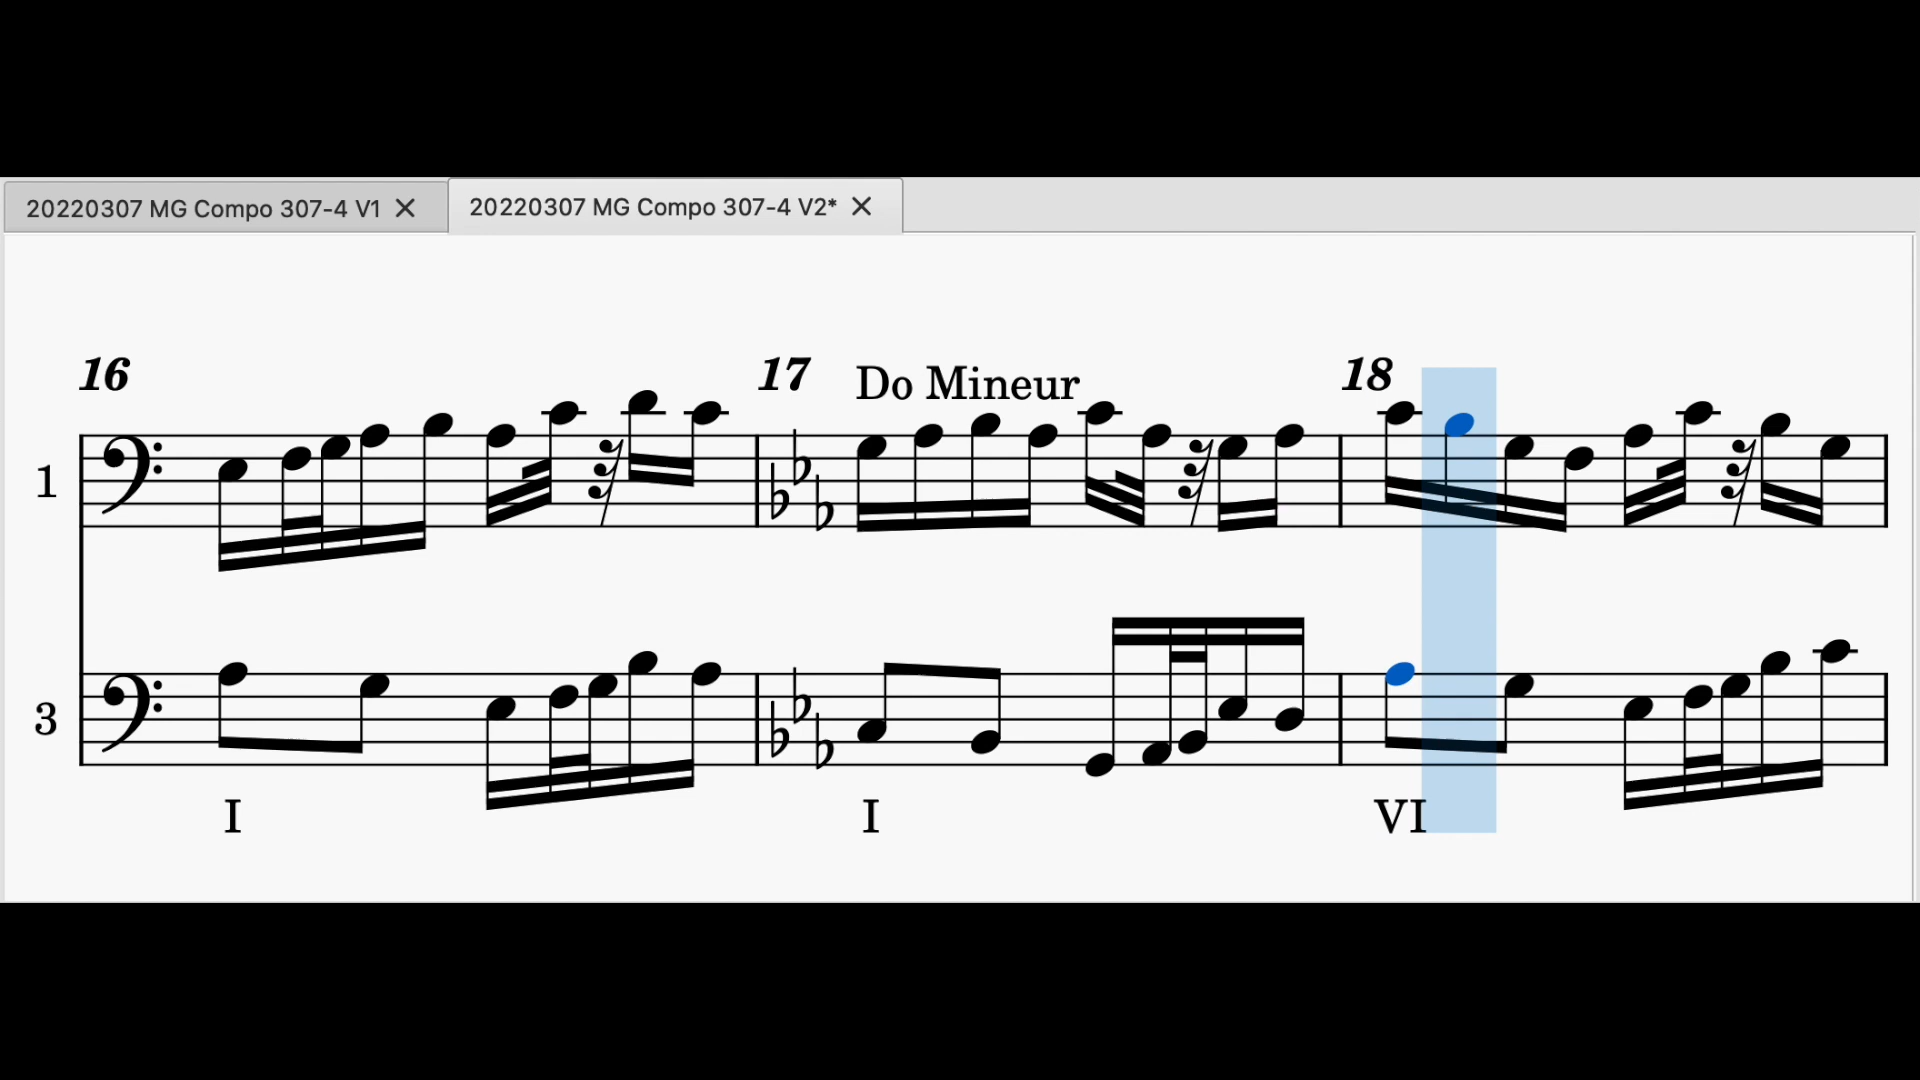 20220307 MG Compo 307-4 V1
20220307 MG Compo 307-4 V2*
16
17
Do Mineur
18
1
3
I
I
VI